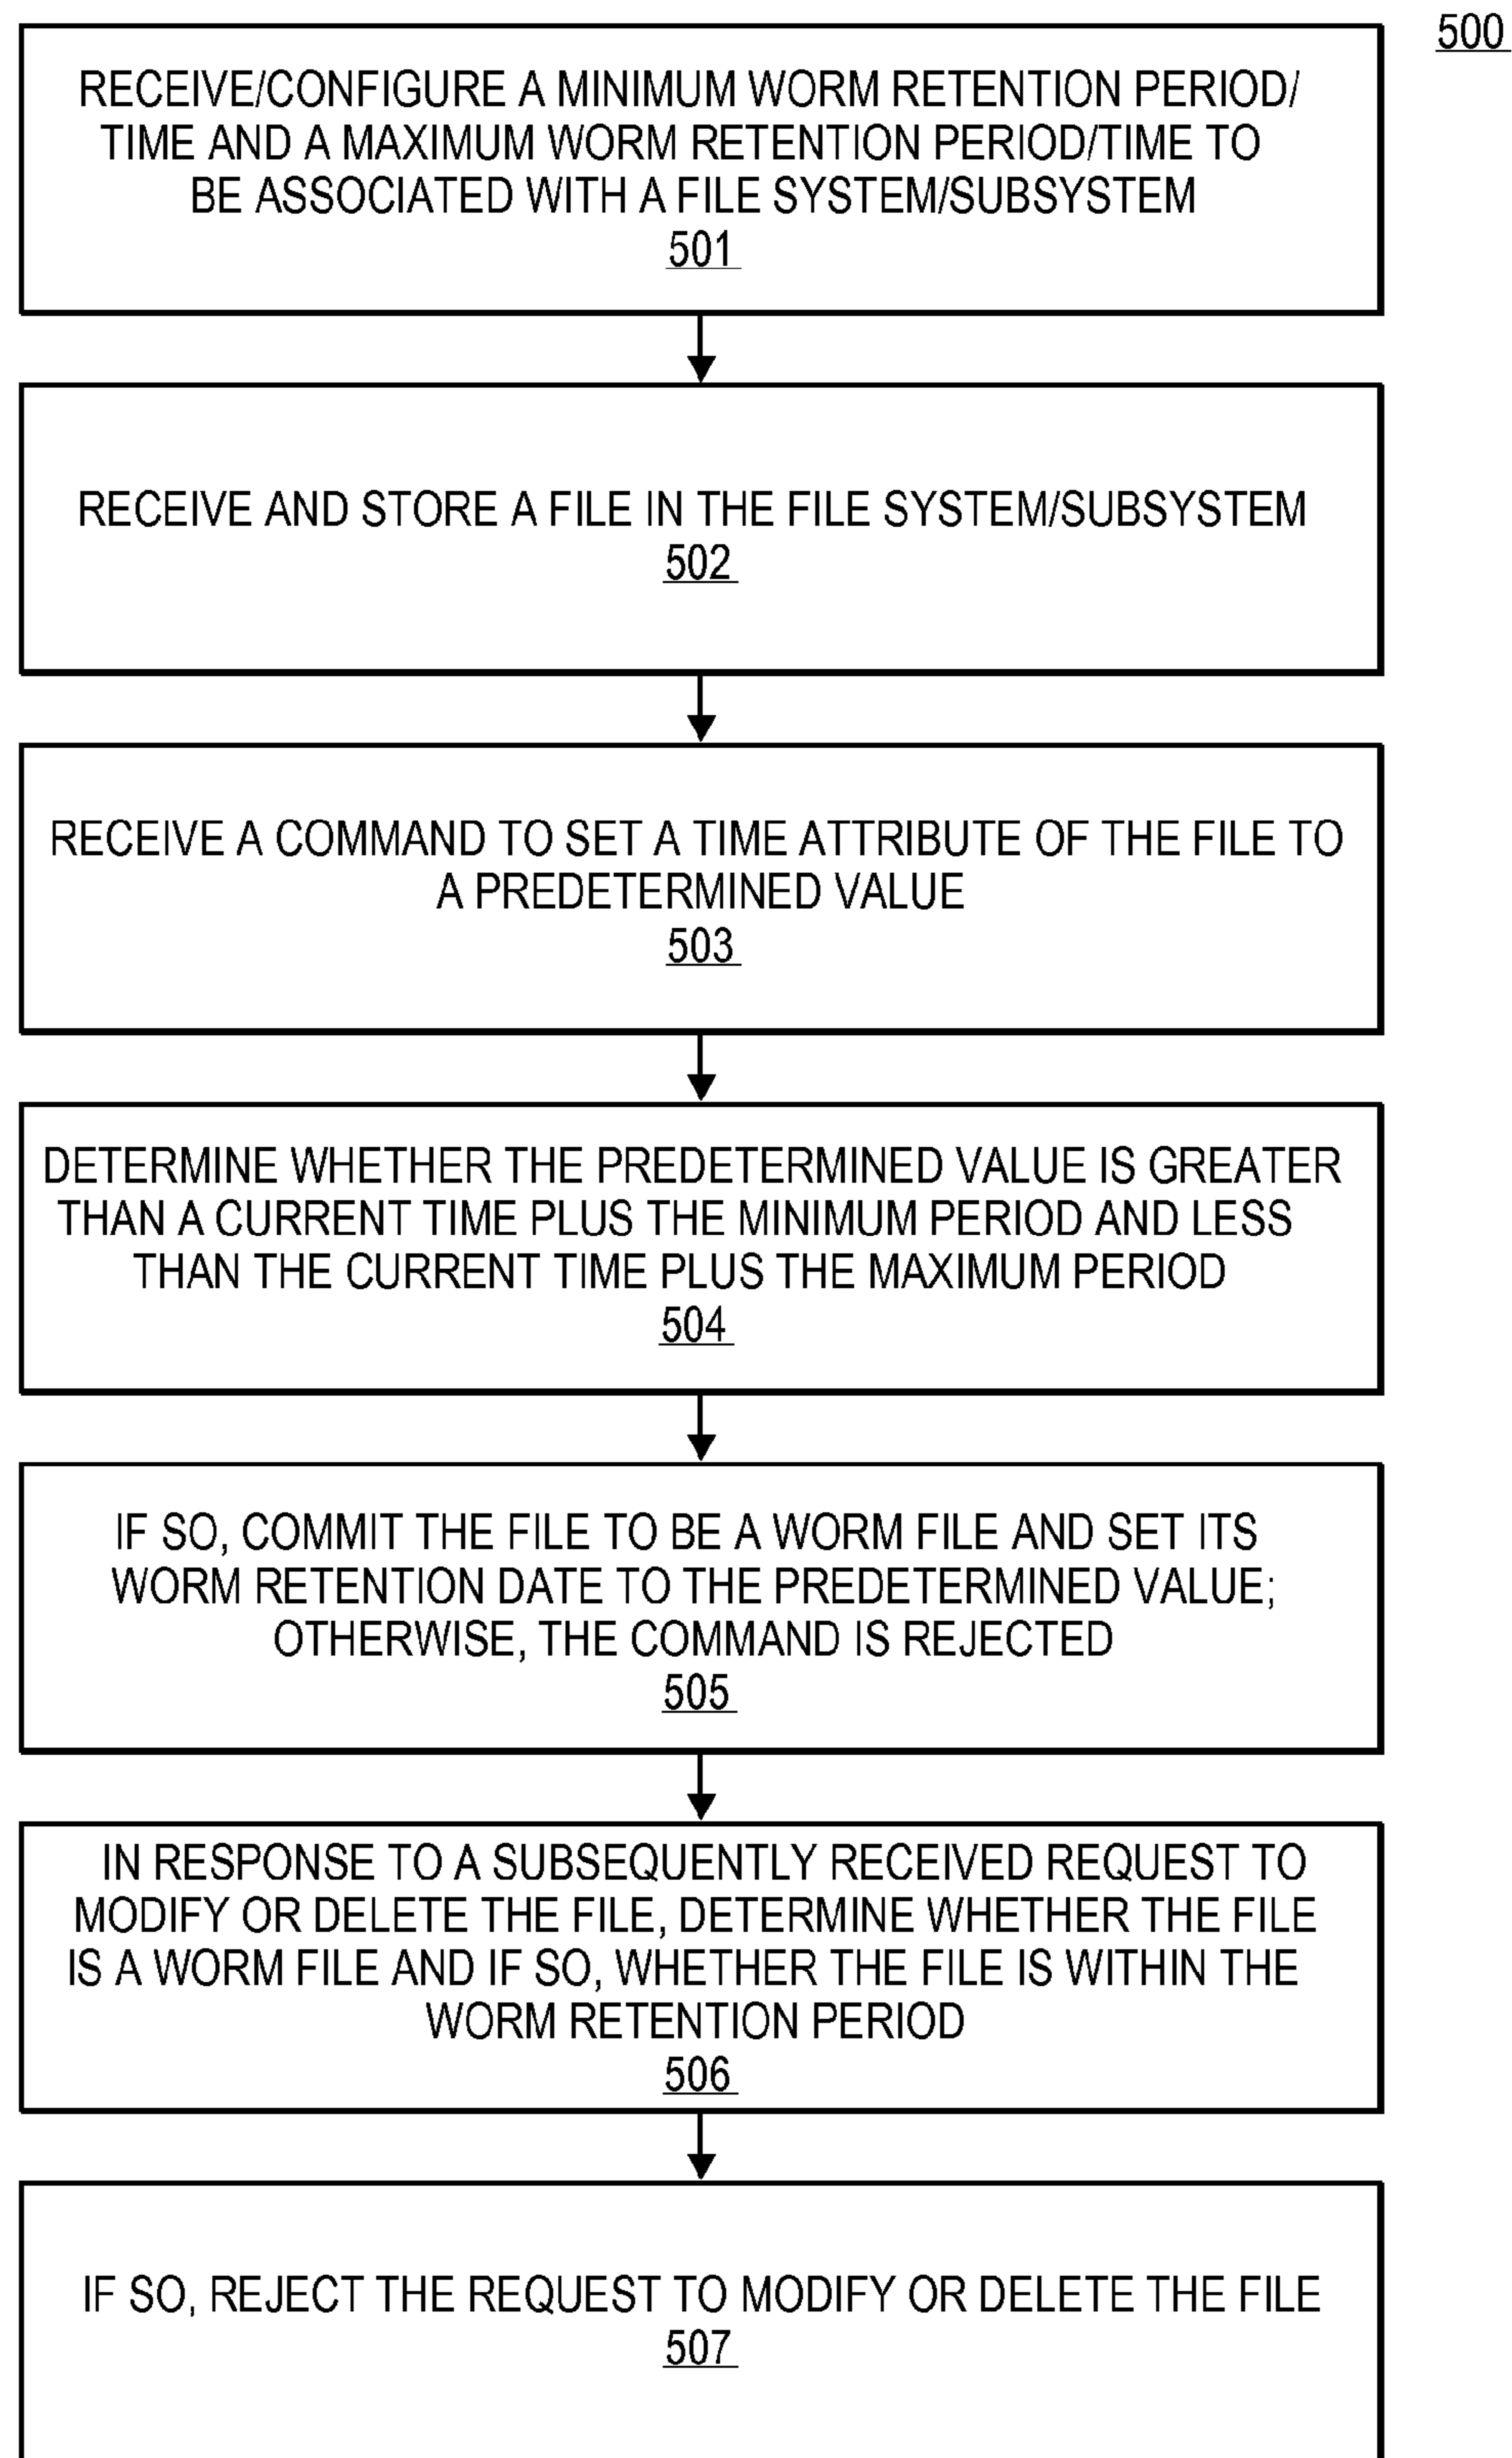 500
RECEIVE/CONFIGURE A MINIMUM WORM RETENTION PERIOD/
TIME AND A MAXIMUM WORM RETENTION PERIOD/TIME TO
BE ASSOCIATED WITH A FILE SYSTEM/SUBSYSTEM
501
RECEIVE AND STORE A FILE IN THE FILE SYSTEM/SUBSYSTEM
502
RECEIVE A COMMAND TO SET A TIME ATTRIBUTE OF THE FILE TO
A PREDETERMINED VALUE
503
DETERMINE WHETHER THE PREDETERMINED VALUE IS GREATER
THAN A CURRENT TIME PLUS THE MINIMUM PERIOD AND LESS
THAN THE CURRENT TIME PLUS THE MAXIMUM PERIOD
504
IF SO, COMMIT THE FILE TO BE A WORM FILE AND SET ITS
WORM RETENTION DATE TO THE PREDETERMINED VALUE;
OTHERWISE, THE COMMAND IS REJECTED
505
IN RESPONSE TO A SUBSEQUENTLY RECEIVED REQUEST TO
MODIFY OR DELETE THE FILE, DETERMINE WHETHER THE FILE
IS A WORM FILE AND IF SO, WHETHER THE FILE IS WITHIN THE
WORM RETENTION PERIOD
506
IF SO, REJECT THE REQUEST TO MODIFY OR DELETE THE FILE
507